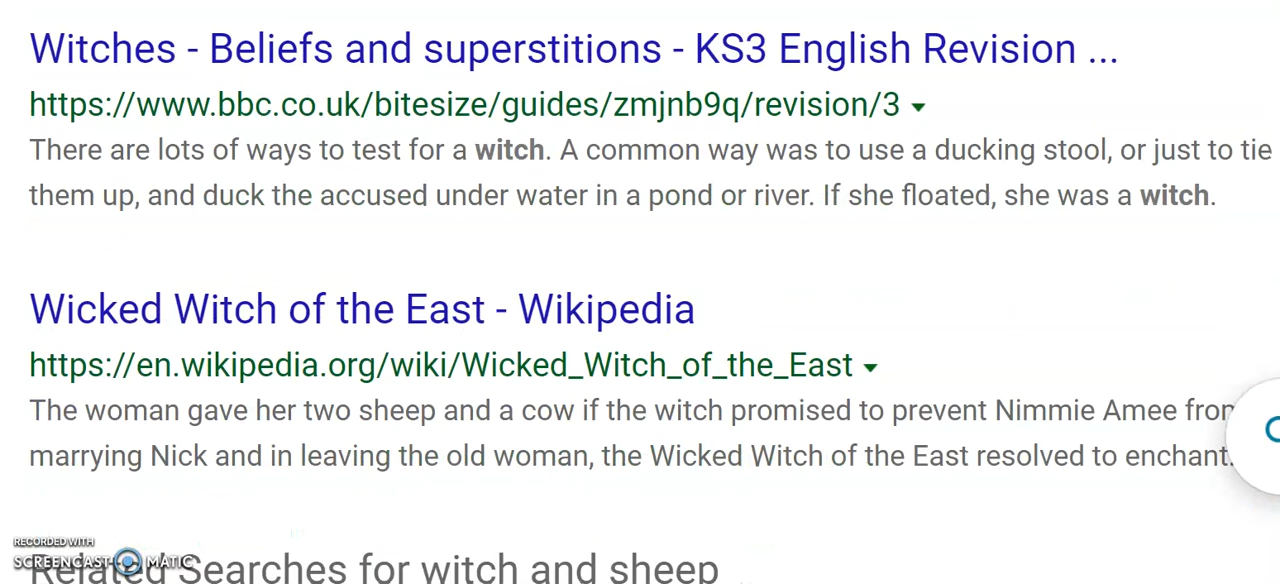 Witches - Beliefs and superstitions - KS3 English Revision ...
https://www.bbc.co.uk/bitesize/guides/zmjnb9q/revision/3
There are lots of ways to test for a witch. A common way was to use a ducking stool, or just to tie
them up, and duck the accused under water in a pond or river. If she floated, she was a witch.
Wicked Witch of the East - Wikipedia
https://en.wikipedia.org/wiki/Wicked_Witch_of_the_East
The woman gave her two sheep and a cow if the witch promised to prevent Nimmie Amee from
marrying Nick and in leaving the old woman, the Wicked Witch of the East resolved to enchant.
RECORDED WITH
SCREENCAST MATIC
Related Searches for witch and sheep